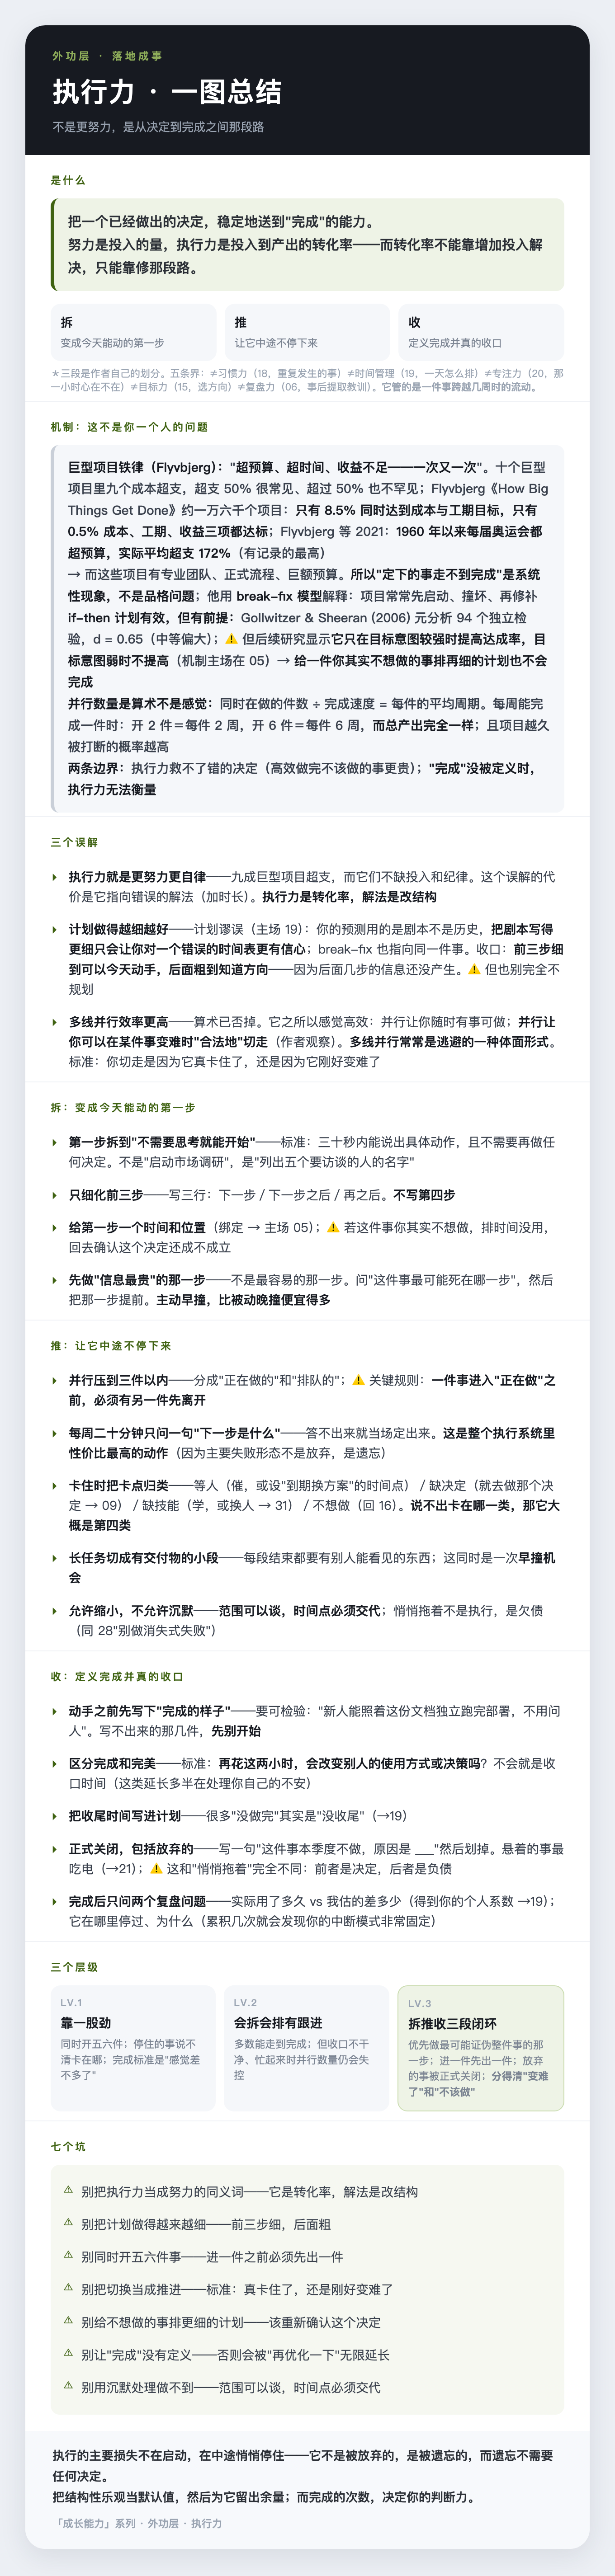 外功层 · 落地成事
执行力 · 一图总结
不是更努力，是从决定到完成之间那段路
是什么
把一个已经做出的决定，稳定地送到"完成"的能力。
努力是投入的量，执行力是投入到产出的转化率——而转化率不能靠增加投入解
决，只能靠修那段路。
拆
变成今天能动的第一步
推
让它中途不停下来
收
定义完成并真的收口
＊三段是作者自己的划分。五条界：≠习惯力（18，重复发生的事）≠时间管理（19，一天怎么排）≠专注力（20，那
一小时心在不在）≠目标力（15，选方向）≠复盘力（06，事后提取教训）。它管的是一件事跨越几周时的流动。
机制：这不是你一个人的问题
巨型项目铁律（Flyvbjerg）："超预算、超时间、收益不足——一次又一次"。十个巨型
项目里九个成本超支，超支 50% 很常见、超过 50% 也不罕见；Flyvbjerg《How Big
Things Get Done》约一万六千个项目：只有 8.5% 同时达到成本与工期目标，只有
0.5% 成本、工期、收益三项都达标；Flyvbjerg 等 2021：1960 年以来每届奥运会都
超预算，实际平均超支 172%（有记录的最高）
→ 而这些项目有专业团队、正式流程、巨额预算。所以"定下的事走不到完成"是系统
性现象，不是品格问题；他用 break–fix 模型解释：项目常常先启动、撞坏、再修补
if–then 计划有效，但有前提：Gollwitzer & Sheeran (2006) 元分析 94 个独立检
验，d = 0.65（中等偏大）；⚠️ 但后续研究显示它只在目标意图较强时提高达成率，目
标意图弱时不提高（机制主场在 05）→ 给一件你其实不想做的事排再细的计划也不会
完成
并行数量是算术不是感觉：同时在做的件数 ÷ 完成速度 = 每件的平均周期。每周能完
成一件时：开 2 件＝每件 2 周，开 6 件＝每件 6 周，而总产出完全一样；且项目越久
被打断的概率越高
两条边界：执行力救不了错的决定（高效做完不该做的事更贵）；"完成"没被定义时，
执行力无法衡量
三个误解
执行力就是更努力更自律——九成巨型项目超支，而它们不缺投入和纪律。这个误解的代
价是它指向错误的解法（加时长）。执行力是转化率，解法是改结构
计划做得越细越好——计划谬误（主场 19）：你的预测用的是剧本不是历史，把剧本写得
更细只会让你对一个错误的时间表更有信心；break–fix 也指向同一件事。收口：前三步细
到可以今天动手，后面粗到知道方向——因为后面几步的信息还没产生。⚠️ 但也别完全不
规划
多线并行效率更高——算术已否掉。它之所以感觉高效：并行让你随时有事可做；并行让
你可以在某件事变难时"合法地"切走（作者观察）。多线并行常常是逃避的一种体面形式。
标准：你切走是因为它真卡住了，还是因为它刚好变难了
拆：变成今天能动的第一步
第一步拆到"不需要思考就能开始"——标准：三十秒内能说出具体动作，且不需要再做任
何决定。不是"启动市场调研"，是"列出五个要访谈的人的名字"
只细化前三步——写三行：下一步 / 下一步之后 / 再之后。不写第四步
给第一步一个时间和位置（绑定 → 主场 05）；⚠️ 若这件事你其实不想做，排时间没用，
回去确认这个决定还成不成立
先做"信息最贵"的那一步——不是最容易的那一步。问"这件事最可能死在哪一步"，然后
把那一步提前。主动早撞，比被动晚撞便宜得多
推：让它中途不停下来
并行压到三件以内——分成"正在做的"和"排队的"；⚠️ 关键规则：一件事进入"正在做"之
前，必须有另一件先离开
每周二十分钟只问一句"下一步是什么"——答不出来就当场定出来。这是整个执行系统里
性价比最高的动作（因为主要失败形态不是放弃，是遗忘）
卡住时把卡点归类——等人（催，或设"到期换方案"的时间点） / 缺决定（就去做那个决
定 → 09） / 缺技能（学，或换人 → 31） / 不想做（回 16）。说不出卡在哪一类，那它大
概是第四类
长任务切成有交付物的小段——每段结束都要有别人能看见的东西；这同时是一次早撞机
会
允许缩小，不允许沉默——范围可以谈，时间点必须交代；悄悄拖着不是执行，是欠债
（同 28"别做消失式失败"）
收：定义完成并真的收口
动手之前先写下"完成的样子"——要可检验："新人能照着这份文档独立跑完部署，不用问
人"。写不出来的那几件，先别开始
区分完成和完美——标准：再花这两小时，会改变别人的使用方式或决策吗？不会就是收
口时间（这类延长多半在处理你自己的不安）
把收尾时间写进计划——很多"没做完"其实是"没收尾"（→19）
正式关闭，包括放弃的——写一句"这件事本季度不做，原因是 ___"然后划掉。悬着的事最
吃电（→21）；⚠️ 这和"悄悄拖着"完全不同：前者是决定，后者是负债
完成后只问两个复盘问题——实际用了多久 vs 我估的差多少（得到你的个人系数 →19）；
它在哪里停过、为什么（累积几次就会发现你的中断模式非常固定）
三个层级
LV.1
靠一股劲
同时开五六件；停住的事说不
清卡在哪；完成标准是"感觉差
不多了"
LV.2
会拆会排有跟进
多数能走到完成；但收口不干
净、忙起来时并行数量仍会失
控
LV.3
拆推收三段闭环
优先做最可能证伪整件事的那
一步；进一件先出一件；放弃
的事被正式关闭；分得清"变难
了"和"不该做"
七个坑
⚠ 别把执行力当成努力的同义词——它是转化率，解法是改结构
⚠ 别把计划做得越来越细——前三步细，后面粗
⚠ 别同时开五六件事——进一件之前必须先出一件
⚠ 别把切换当成推进——标准：真卡住了，还是刚好变难了
⚠ 别给不想做的事排更细的计划——该重新确认这个决定
⚠ 别让"完成"没有定义——否则会被"再优化一下"无限延长
⚠ 别用沉默处理做不到——范围可以谈，时间点必须交代
执行的主要损失不在启动，在中途悄悄停住——它不是被放弃的，是被遗忘的，而遗忘不需要
任何决定。
把结构性乐观当默认值，然后为它留出余量；而完成的次数，决定你的判断力。
「成长能力」系列 · 外功层 · 执行力